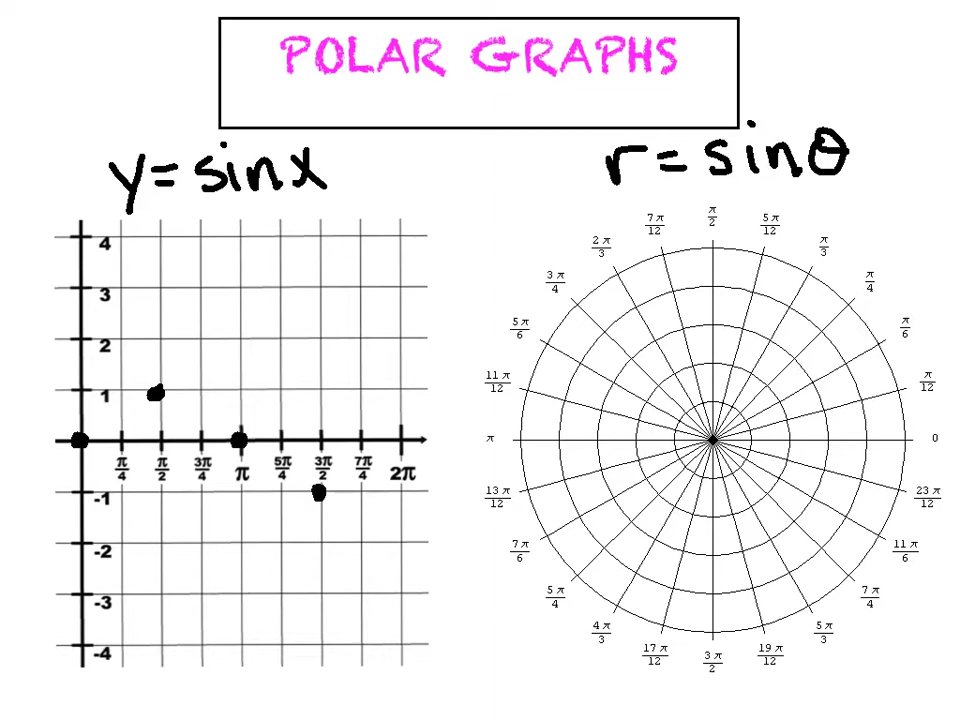 POLAR GRAPHS
y = sin x
r = sin θ
4
3
2
1
π/4 π/2 3π/4 π 5π/4 3π/2 7π/4 2π
-1
-2
-3
-4
π/2
7π/12 5π/12
2π/3 π/3
3π/4 π/4
5π/6 π/6
11π/12 π/12
π 0
13π/12 23π/12
7π/6 11π/6
5π/4 7π/4
4π/3 5π/3
17π/12 19π/12
3π/2